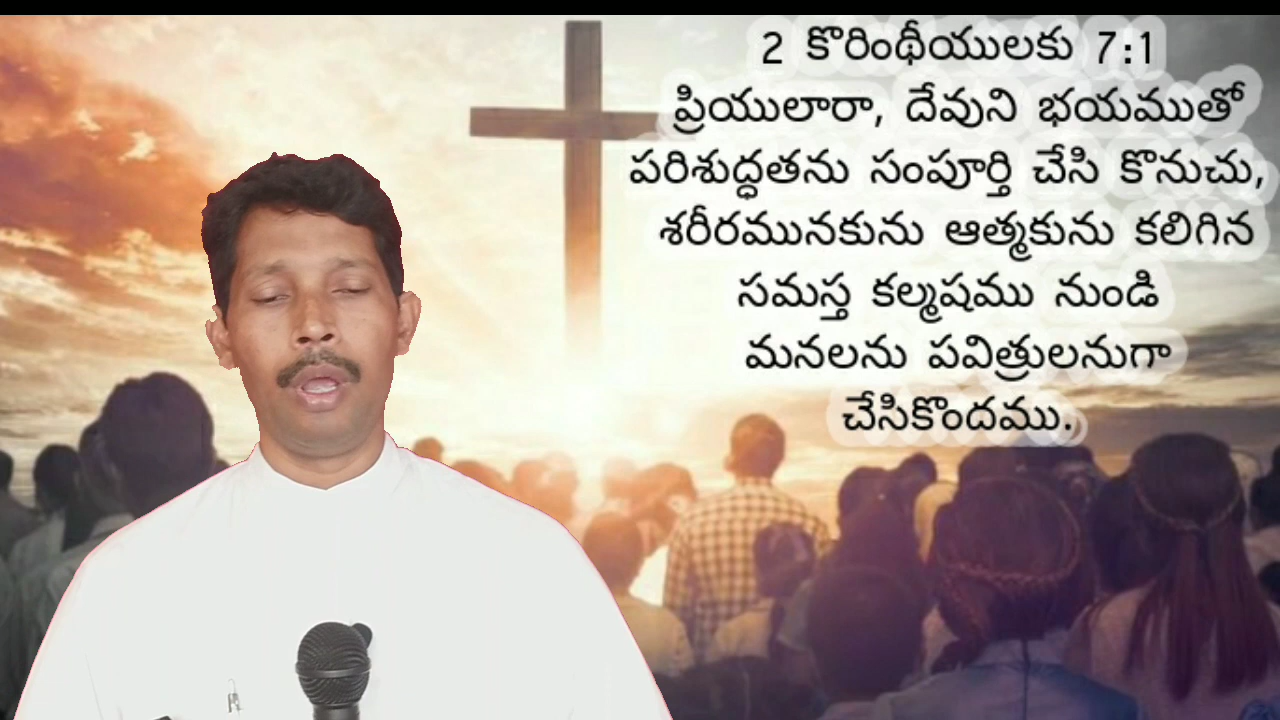 2 కొరింథీయులకు 7:1
ప్రియులారా, దేవుని భయముతో
పరిశుద్ధతను సంపూర్తి చేసి కొనుచు,
శరీరమునకును ఆత్మకును కలిగిన
సమస్త కల్మషము నుండి
మనలను పవిత్రులనుగా
చేసికొందము.